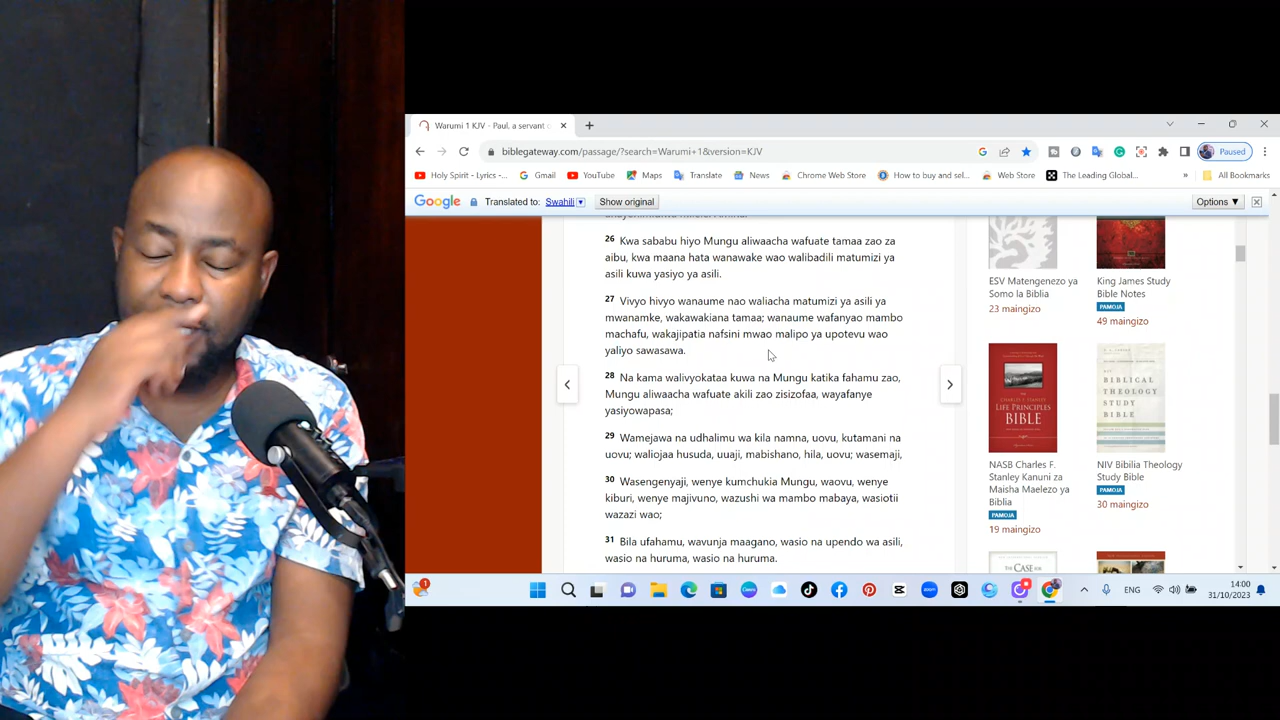 Warumi 1 KJV - Paul, a servant
biblegateway.com/passage/?search=Warumi+1&version=KJV
Paused
Holy Spirit - Lyrics -...
Gmail
YouTube
Maps
Translate
News
Chrome Web Store
How to buy and sel...
Web Store
The Leading Global...
»
All Bookmarks
Google
Translated to: Swahili
Show original
Options ▼
26 Kwa sababu hiyo Mungu aliwaacha wafuate tamaa zao za
aibu, kwa maana hata wanawake wao walibadili matumizi ya
asili kuwa yasiyo ya asili.
27 Vivyo hivyo wanaume nao waliacha matumizi ya asili ya
mwanamke, wakawakiana tamaa; wanaume wafanyao mambo
machafu, wakajipatia nafsini mwao malipo ya upotevu wao
yaliyo sawasawa.
28 Na kama walivyokataa kuwa na Mungu katika fahamu zao,
Mungu aliwaacha wafuate akili zao zisizofaa, wayafanye
yasiyowapasa;
29 Wamejawa na udhalimu wa kila namna, uovu, kutamani na
uovu; waliojaa husuda, uuaji, mabishano, hila, uovu; wasemaji,
30 Wasengenyaji, wenye kumchukia Mungu, waovu, wenye
kiburi, wenye majivuno, wazushi wa mambo mabaya, wasiotii
wazazi wao;
31 Bila ufahamu, wavunja maagano, wasio na upendo wa asili,
wasio na huruma, wasio na huruma.
ESV Matengenezo ya
Somo la Biblia
23 maingizo
King James Study
Bible Notes
PAMOJA
49 maingizo
LIFE PRINCIPLES
BIBLE
NASB Charles F.
Stanley Kanuni za
Maisha Maelezo ya
Biblia
PAMOJA
19 maingizo
BIBLICAL
THEOLOGY
STUDY
BIBLE
NIV Bibilia Theology
Study Bible
PAMOJA
30 maingizo
THE CASE FOR
1
zoom
ENG
14:00
31/10/2023